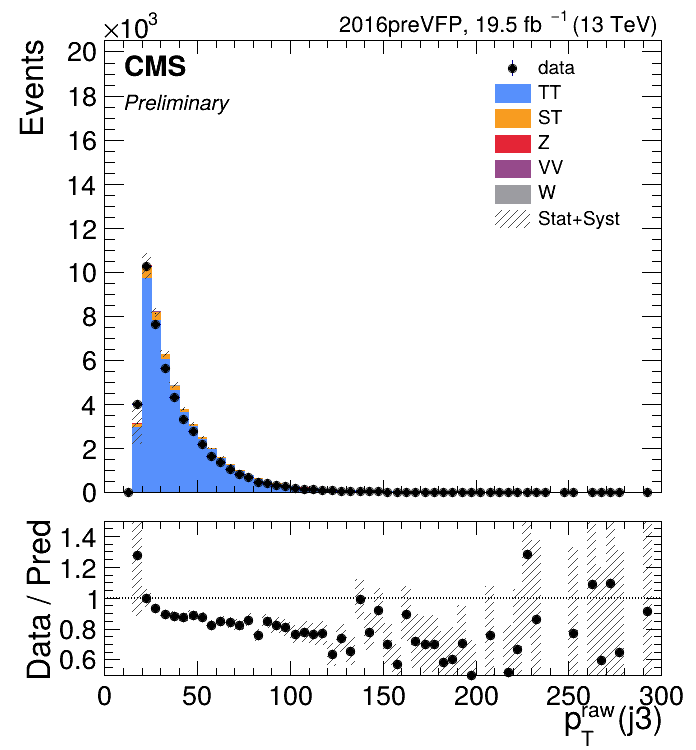 ×10³
2016preVFP, 19.5 fb ⁻¹ (13 TeV)
Events
20
18
16
14
12
10
8
6
4
2
0
CMS
Preliminary
data
TT
ST
Z
VV
W
Stat+Syst
Data / Pred
1.4
1.2
1
0.8
0.6
0 50 100 150 200 250 300
p_T^raw(j3)